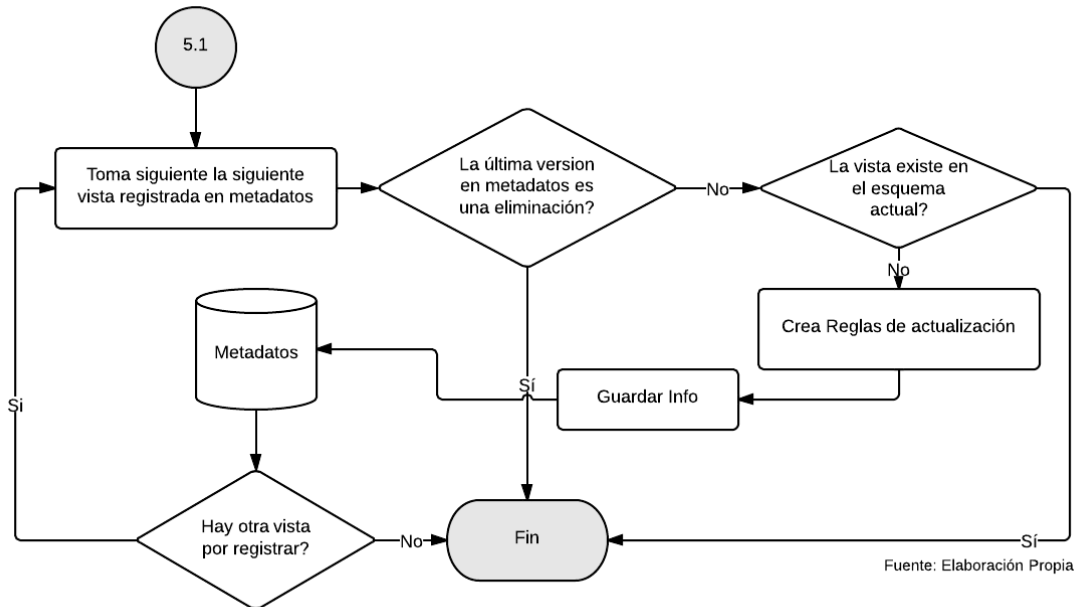 5.1
Toma siguiente la siguiente
vista registrada en metadatos
La última version
en metadatos es
una eliminación?
No
La vista existe en
el esquema
actual?
No
Crea Reglas de actualización
Metadatos
Guardar Info
Sí
Si
Hay otra vista
por registrar?
No
Fin
Sí
Fuente: Elaboración Propia